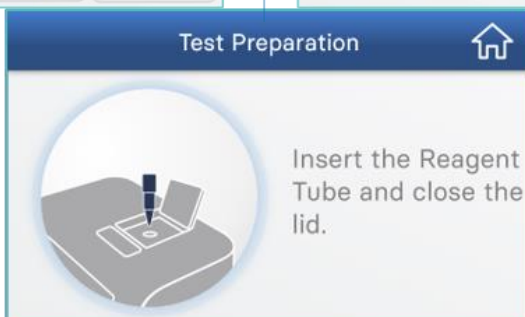 Test Preparation
Insert the Reagent
Tube and close the
lid.